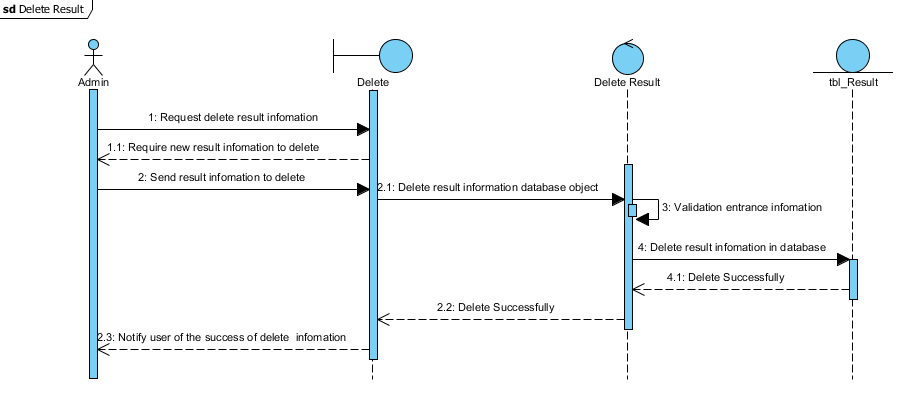 sd Delete Result
Admin
Delete
Delete Result
tbl_Result
1: Request delete result infomation
1.1: Require new result infomation to delete
2: Send result infomation to delete
2.1: Delete result information database object
3: Validation entrance infomation
4: Delete result infomation in database
4.1: Delete Successfully
2.2: Delete Successfully
2.3: Notify user of the success of delete infomation